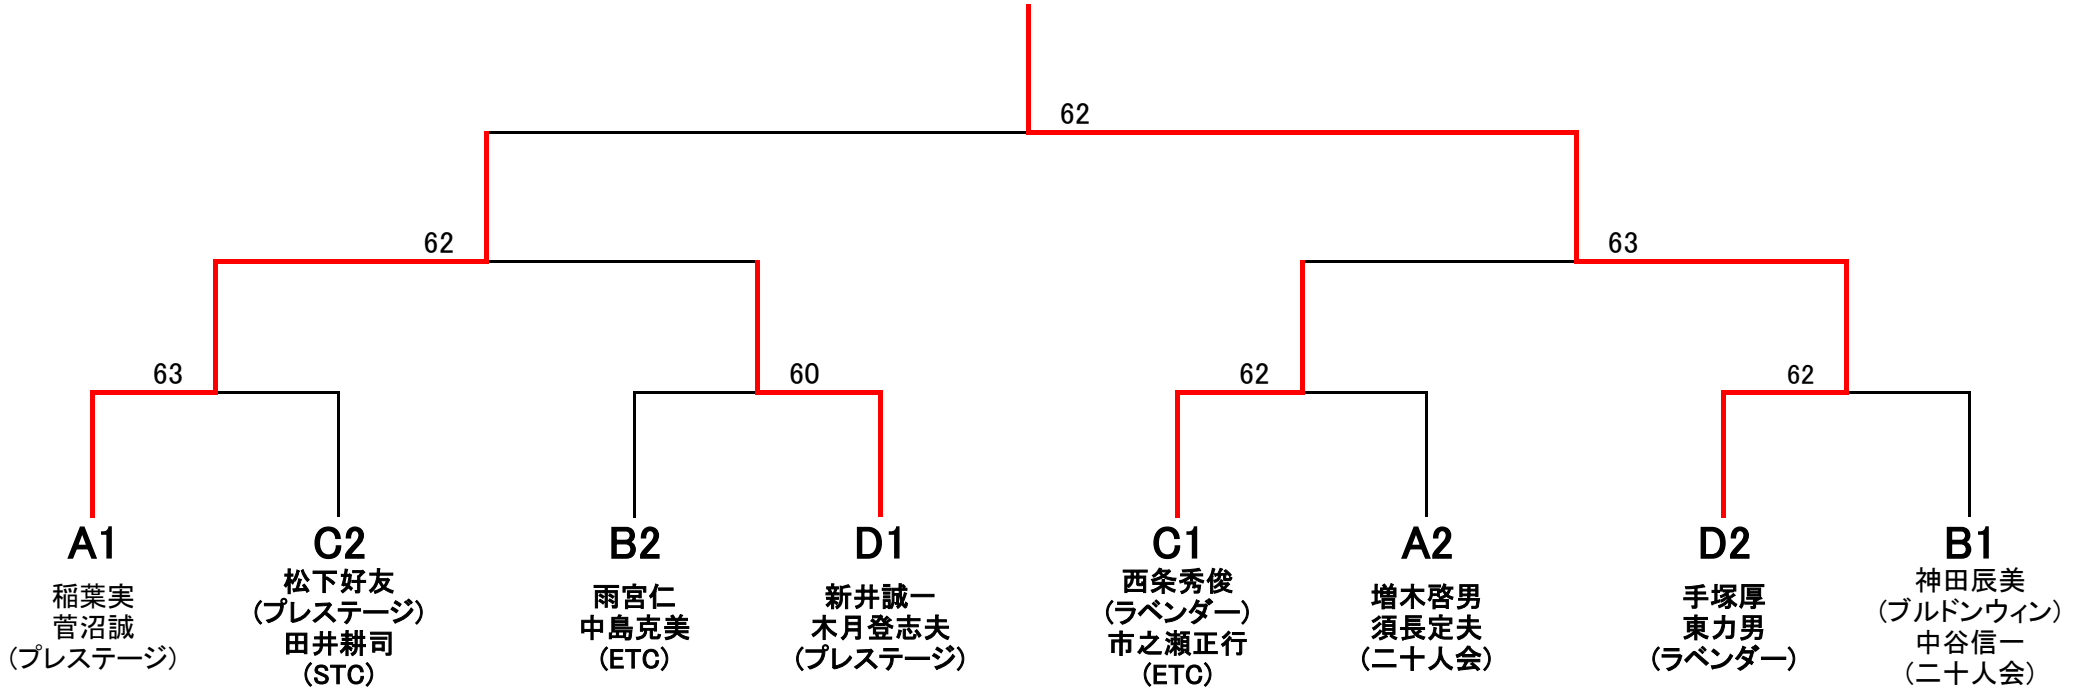 62
62
63
63
60
62
62
A1
稲葉実
菅沼誠
(プレステージ)
C2
松下好友
(プレステージ)
田井耕司
(STC)
B2
雨宮仁
中島克美
(ETC)
D1
新井誠一
木月登志夫
(プレステージ)
C1
西条秀俊
(ラベンダー)
市之瀬正行
(ETC)
A2
増木啓男
須長定夫
(二十人会)
D2
手塚厚
東力男
(ラベンダー)
B1
神田辰美
(ブルドンウィン)
中谷信一
(二十人会)